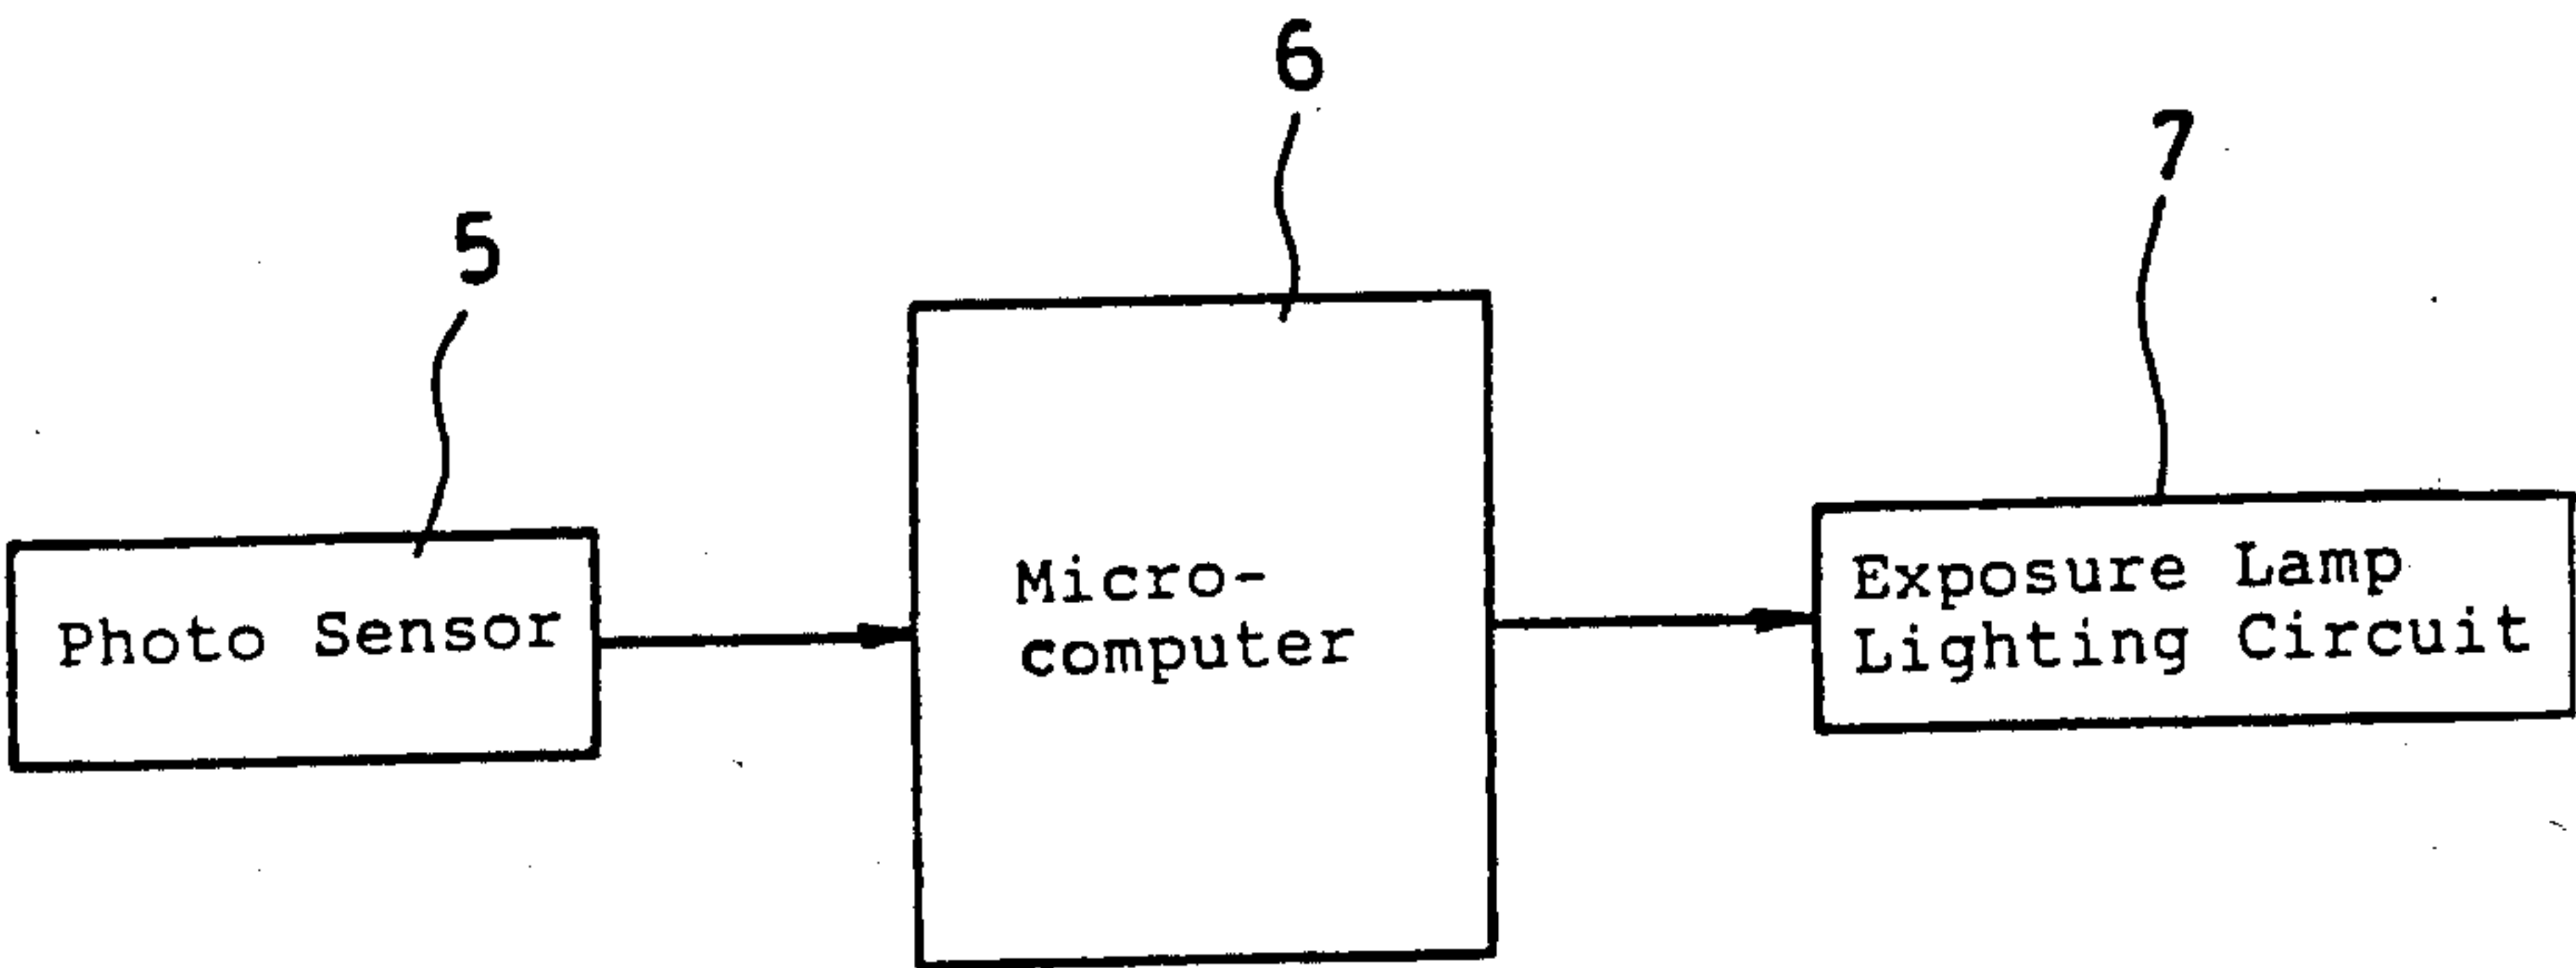 6
7
5
Photo Sensor
Micro-
computer
Exposure Lamp
Lighting Circuit